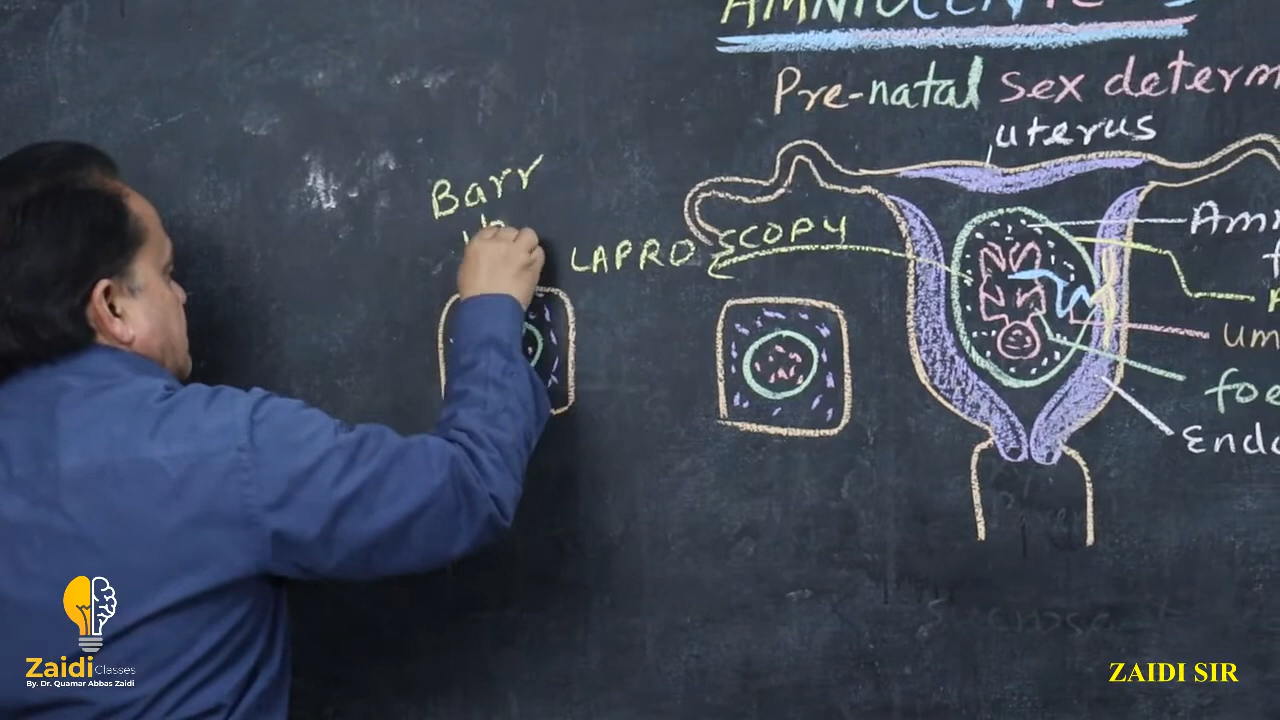 Pre-natal sex determ
uterus
Barr
LAPROSCOPY
Am
um
foe
Endo
Zaidi Classes
By. Dr. Quamar Abbas Zaidi
ZAIDI SIR